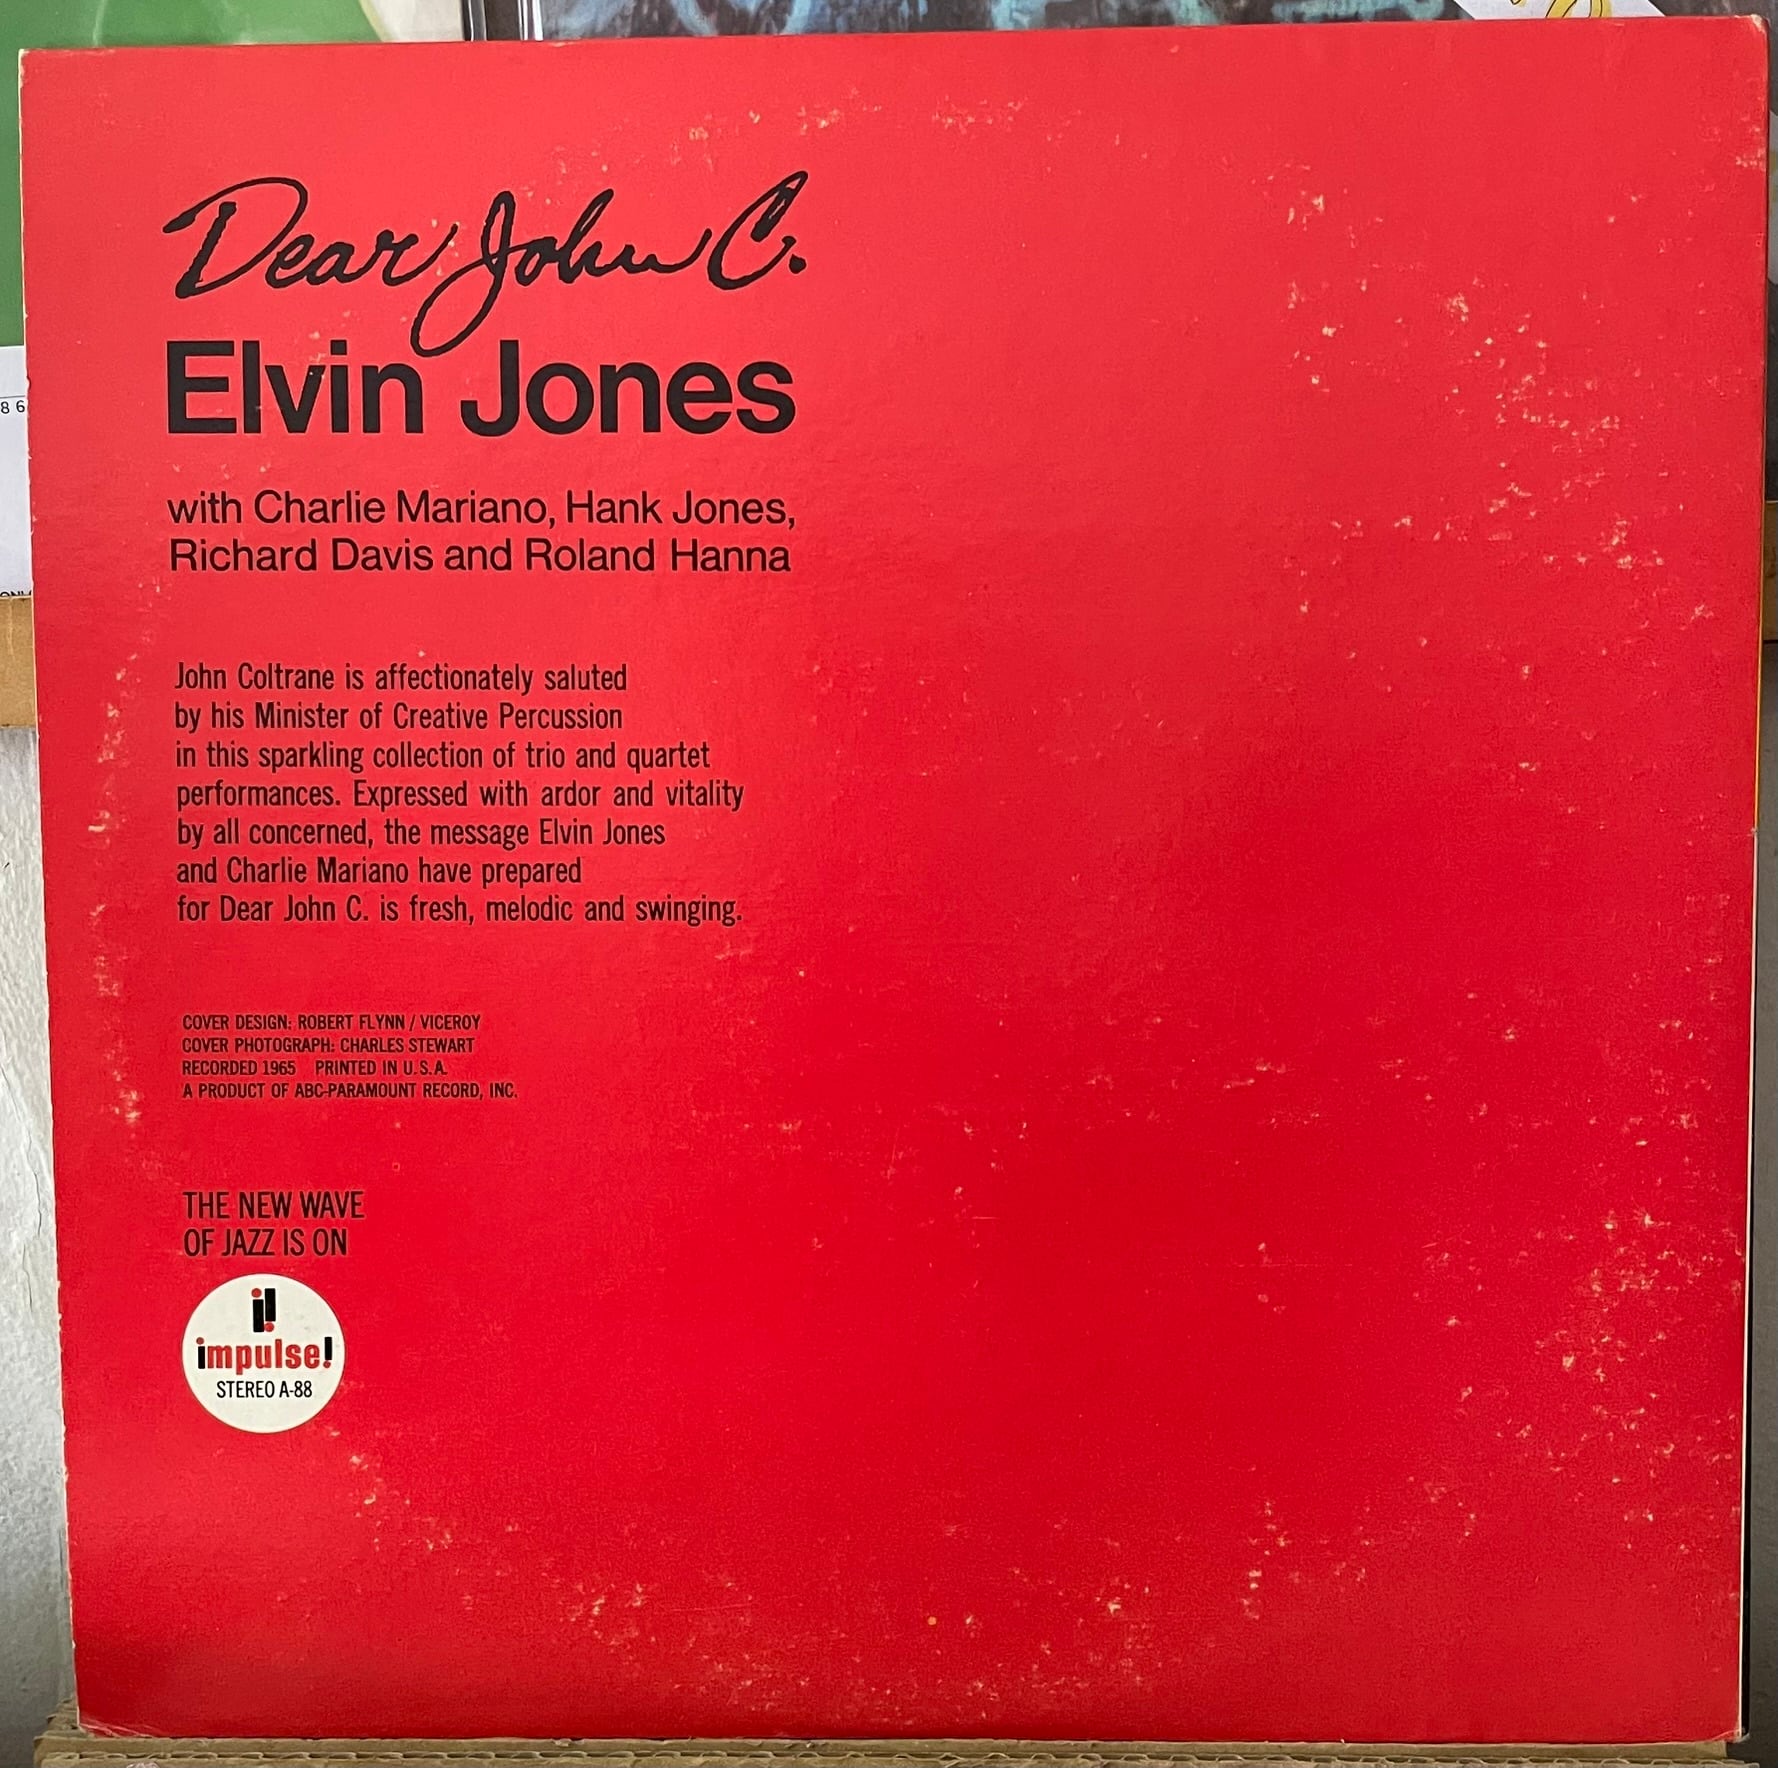 Dear John C.
Elvin Jones
with Charlie Mariano, Hank Jones,
Richard Davis and Roland Hanna
John Coltrane is affectionately saluted
by his Minister of Creative Percussion
in this sparkling collection of trio and quartet
performances. Expressed with ardor and vitality
by all concerned, the message Elvin Jones
and Charlie Mariano have prepared
for Dear John C. is fresh, melodic and swinging.
COVER DESIGN: ROBERT FLYNN / VICEROY
COVER PHOTOGRAPH: CHARLES STEWART
RECORDED 1965 PRINTED IN U.S.A.
A PRODUCT OF ABC-PARAMOUNT RECORD, INC.
THE NEW WAVE
OF JAZZ IS ON
impulse!
STEREO A-88
8 6